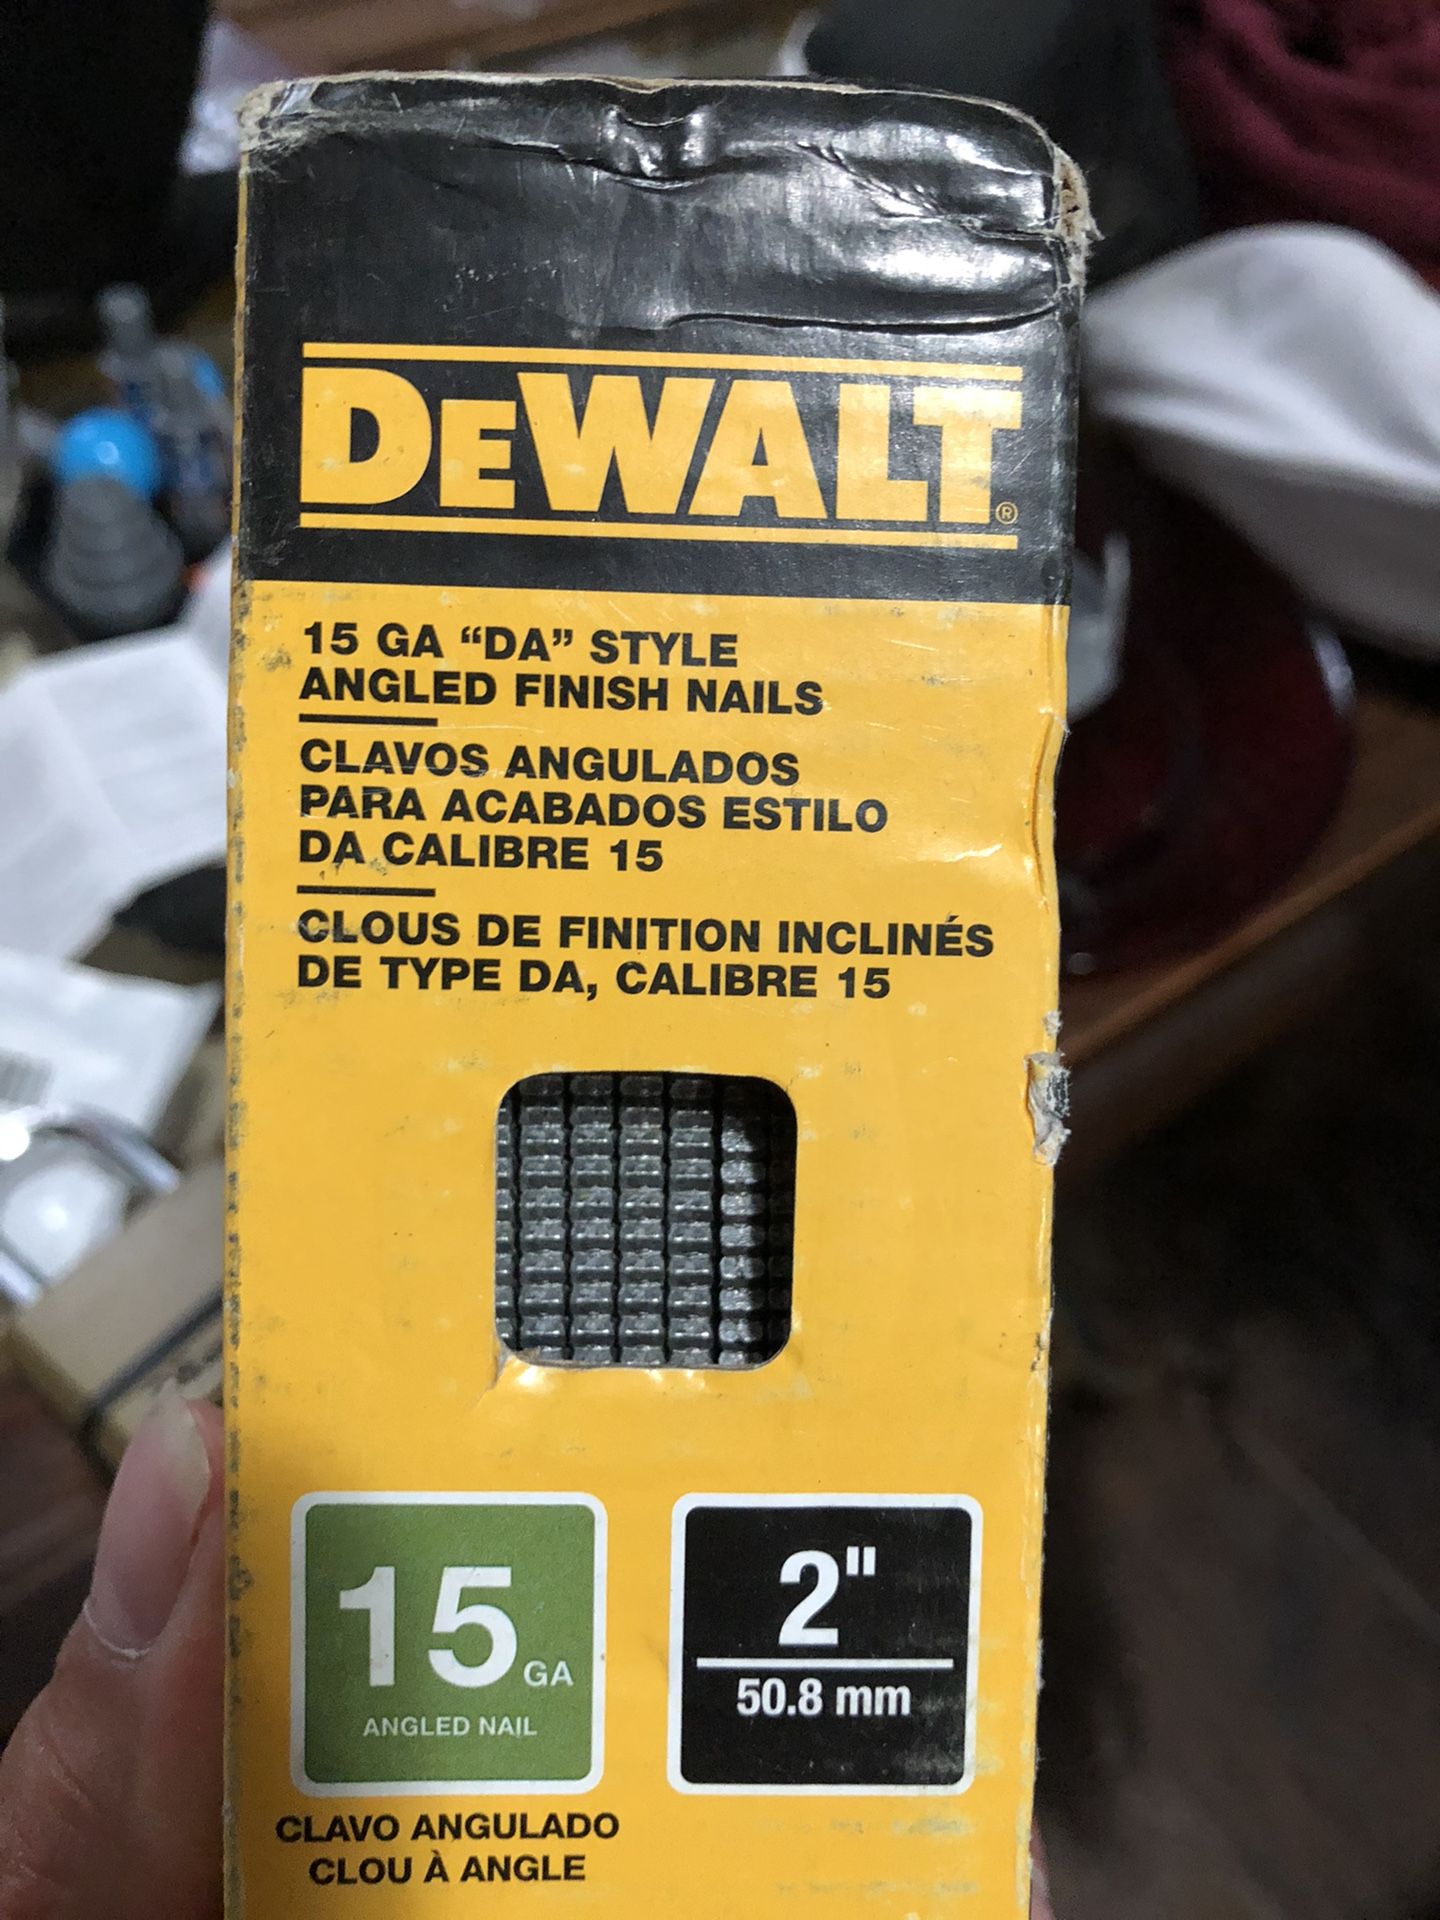 DEWALT®
15 GA “DA” STYLE
ANGLED FINISH NAILS
CLAVOS ANGULADOS
PARA ACABADOS ESTILO
DA CALIBRE 15
CLOUS DE FINITION INCLINÉS
DE TYPE DA, CALIBRE 15
15 GA
ANGLED NAIL
CLAVO ANGULADO
CLOU À ANGLE
2"
50.8 mm